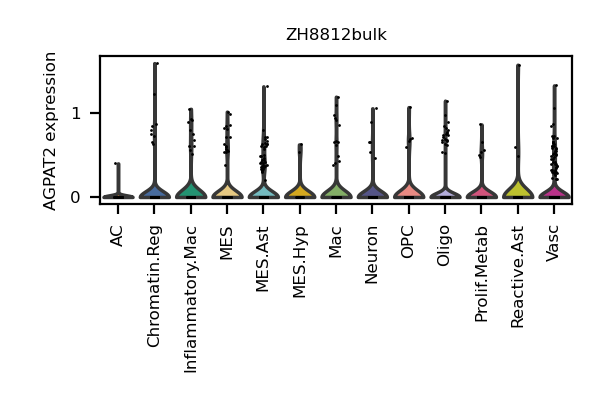 ZH8812bulk
AGPAT2 expression
1
0
AC
Chromatin.Reg
Inflammatory.Mac
MES
MES.Ast
MES.Hyp
Mac
Neuron
OPC
Oligo
Prolif.Metab
Reactive.Ast
Vasc